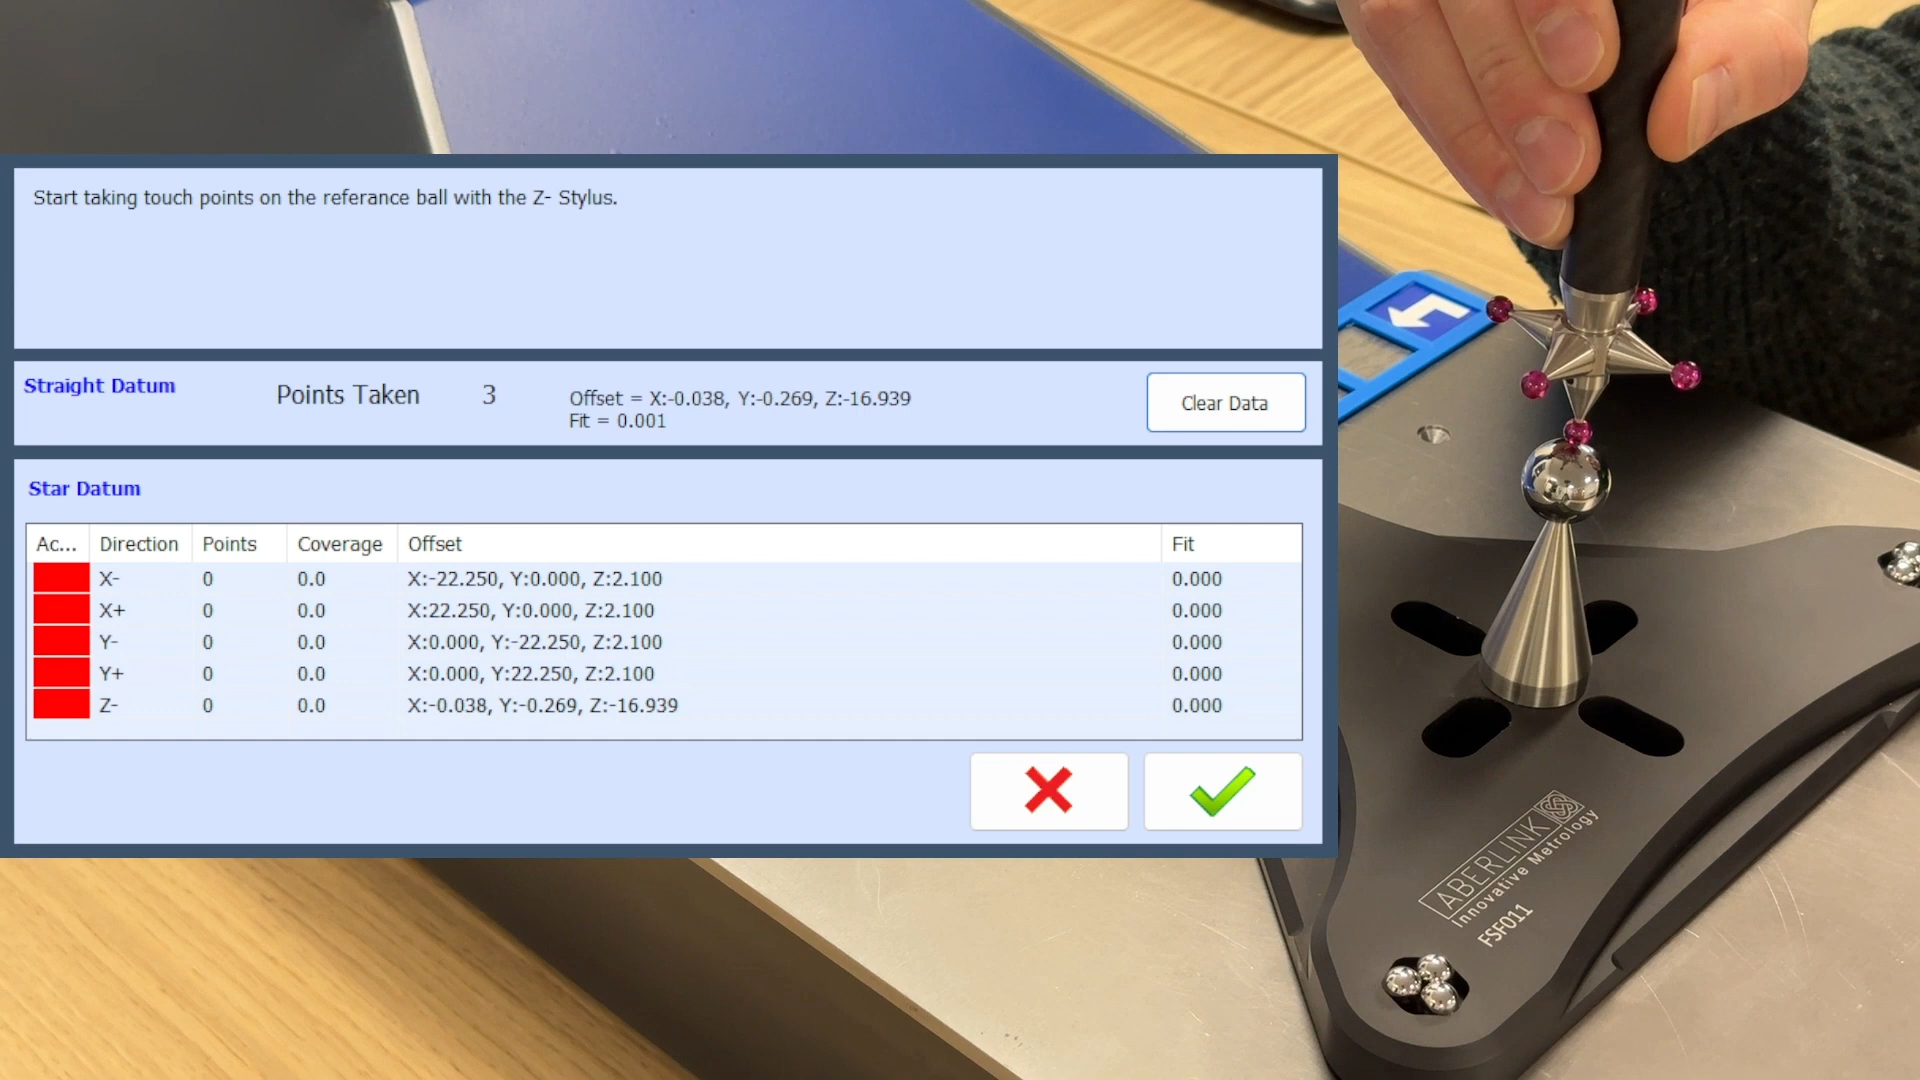 Start taking touch points on the referance ball with the Z- Stylus.
Straight Datum
Points Taken 3
Offset = X:-0.038, Y:-0.269, Z:-16.939
Fit = 0.001
Clear Data
Star Datum
Ac... Direction Points Coverage Offset Fit
X- 0 0.0 X:-22.250, Y:0.000, Z:2.100 0.000
X+ 0 0.0 X:22.250, Y:0.000, Z:2.100 0.000
Y- 0 0.0 X:0.000, Y:-22.250, Z:2.100 0.000
Y+ 0 0.0 X:0.000, Y:22.250, Z:2.100 0.000
Z- 0 0.0 X:-0.038, Y:-0.269, Z:-16.939 0.000
ABERLINK
Innovative Metrology
FSF011